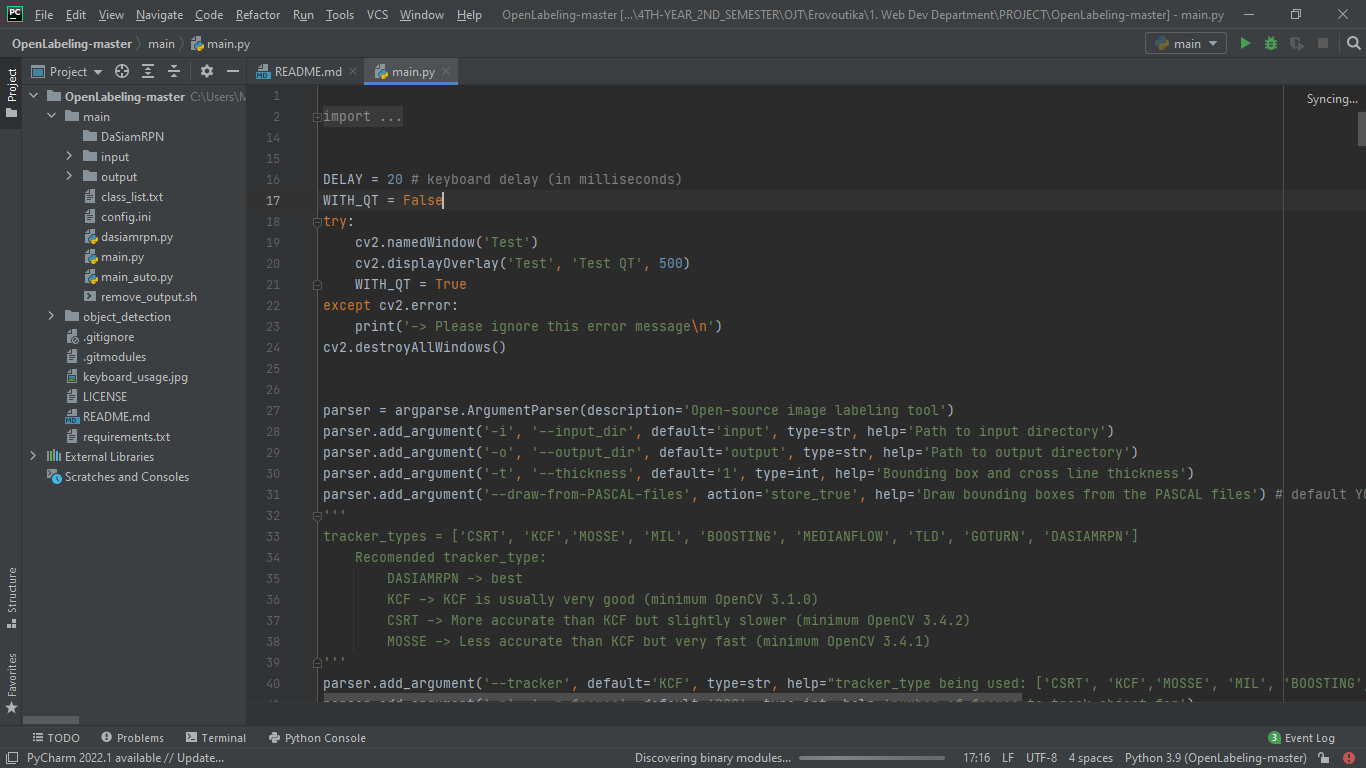 PC File Edit View Navigate Code Refactor Run Tools VCS Window Help OpenLabeling-master [...\4TH-YEAR_2ND_SEMESTER\OJT\Erovoutika\1. Web Dev Department\PROJECT\OpenLabeling-master] - main.py
OpenLabeling-master main main.py main
Project
Project
README.md main.py
OpenLabeling-master C:\Users\M
main
DaSiamRPN
input
output
class_list.txt
config.ini
dasiamrpn.py
main.py
main_auto.py
remove_output.sh
object_detection
.gitignore
.gitmodules
keyboard_usage.jpg
LICENSE
README.md
requirements.txt
External Libraries
Scratches and Consoles
Structure
Favorites
Syncing...
1
2 import ...
14
15
16 DELAY = 20 # keyboard delay (in milliseconds)
17 WITH_QT = False
18 try:
19 cv2.namedWindow('Test')
20 cv2.displayOverlay('Test', 'Test QT', 500)
21 WITH_QT = True
22 except cv2.error:
23 print('-> Please ignore this error message\n')
24 cv2.destroyAllWindows()
25
26
27 parser = argparse.ArgumentParser(description='Open-source image labeling tool')
28 parser.add_argument('-i', '--input_dir', default='input', type=str, help='Path to input directory')
29 parser.add_argument('-o', '--output_dir', default='output', type=str, help='Path to output directory')
30 parser.add_argument('-t', '--thickness', default='1', type=int, help='Bounding box and cross line thickness')
31 parser.add_argument('--draw-from-PASCAL-files', action='store_true', help='Draw bounding boxes from the PASCAL files') # default YO
32 '''
33 tracker_types = ['CSRT', 'KCF','MOSSE', 'MIL', 'BOOSTING', 'MEDIANFLOW', 'TLD', 'GOTURN', 'DASIAMRPN']
34 Recomended tracker_type:
35 DASIAMRPN -> best
36 KCF -> KCF is usually very good (minimum OpenCV 3.1.0)
37 CSRT -> More accurate than KCF but slightly slower (minimum OpenCV 3.4.2)
38 MOSSE -> Less accurate than KCF but very fast (minimum OpenCV 3.4.1)
39 '''
40 parser.add_argument('--tracker', default='KCF', type=str, help="tracker_type being used: ['CSRT', 'KCF','MOSSE', 'MIL', 'BOOSTING',
TODO Problems Terminal Python Console 3 Event Log
PyCharm 2022.1 available // Update... Discovering binary modules... 17:16 LF UTF-8 4 spaces Python 3.9 (OpenLabeling-master)